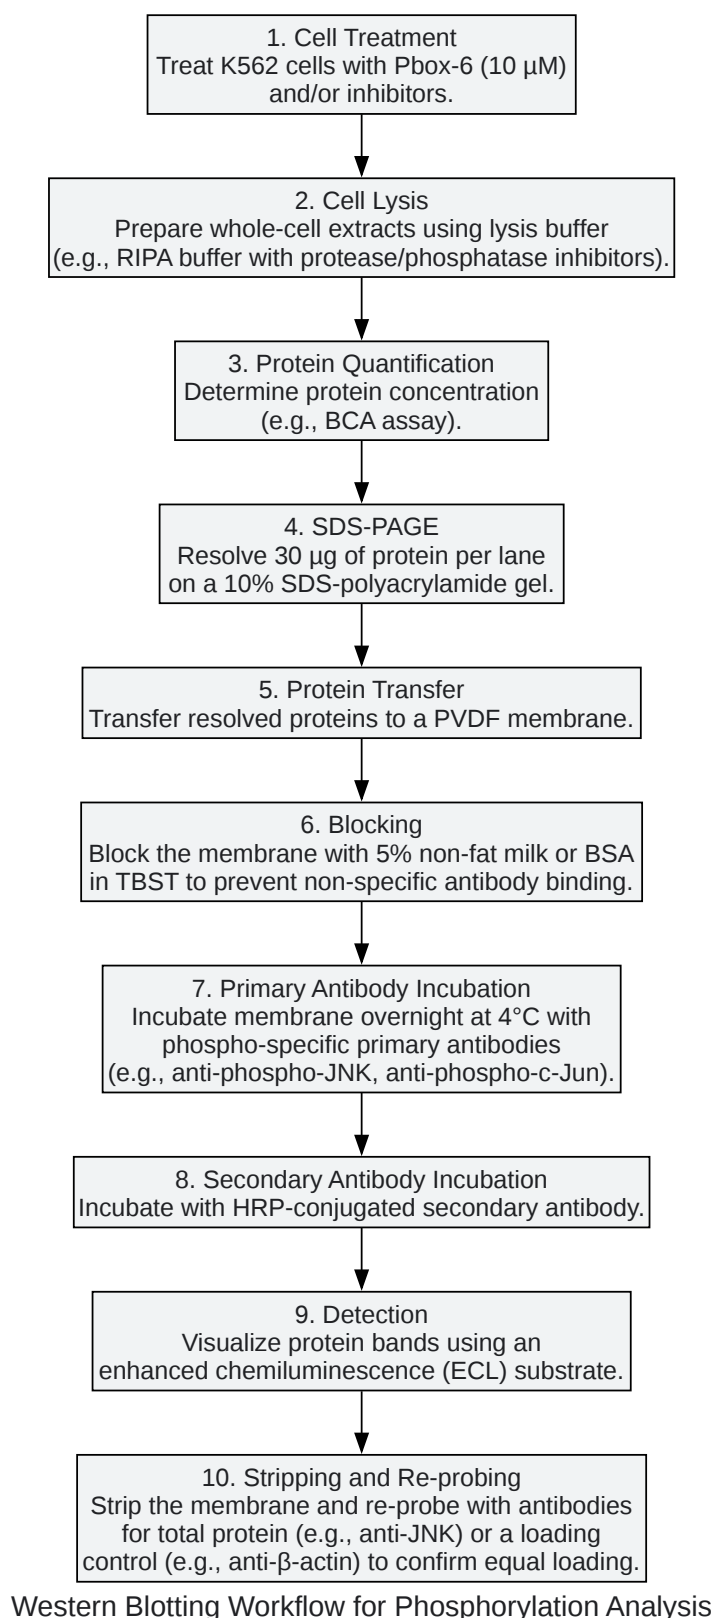 1. Cell Treatment
Treat K562 cells with Pbox-6 (10 µM)
and/or inhibitors.
2. Cell Lysis
Prepare whole-cell extracts using lysis buffer
(e.g., RIPA buffer with protease/phosphatase inhibitors).
3. Protein Quantification
Determine protein concentration
(e.g., BCA assay).
4. SDS-PAGE
Resolve 30 µg of protein per lane
on a 10% SDS-polyacrylamide gel.
5. Protein Transfer
Transfer resolved proteins to a PVDF membrane.
6. Blocking
Block the membrane with 5% non-fat milk or BSA
in TBST to prevent non-specific antibody binding.
7. Primary Antibody Incubation
Incubate membrane overnight at 4°C with
phospho-specific primary antibodies
(e.g., anti-phospho-JNK, anti-phospho-c-Jun).
8. Secondary Antibody Incubation
Incubate with HRP-conjugated secondary antibody.
9. Detection
Visualize protein bands using an
enhanced chemiluminescence (ECL) substrate.
10. Stripping and Re-probing
Strip the membrane and re-probe with antibodies
for total protein (e.g., anti-JNK) or a loading
control (e.g., anti-β-actin) to confirm equal loading.
Western Blotting Workflow for Phosphorylation Analysis